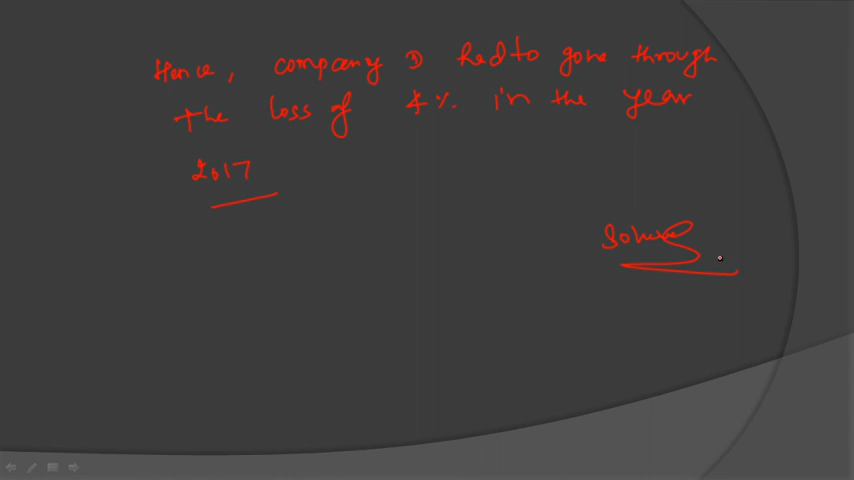 Hence, company D had to gone through
the loss of 4%. in the year
2017
Solved